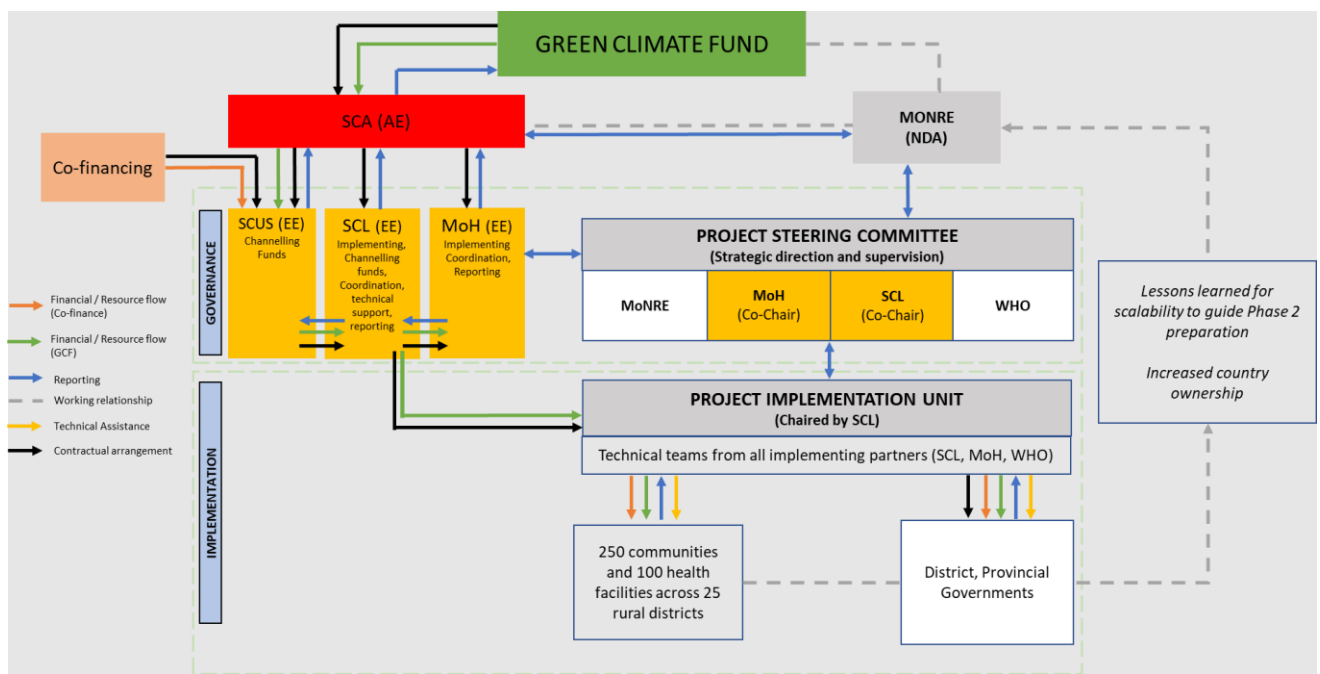 GREEN CLIMATE FUND
SCA (AE)
MONRE
(NDA)
Co-financing
GOVERNANCE
SCUS (EE)
Channelling
Funds
SCL (EE)
Implementing,
Channelling
funds,
Coordination,
technical
support,
reporting
MoH (EE)
Implementing
Coordination,
Reporting
PROJECT STEERING COMMITTEE
(Strategic direction and supervision)
MoNRE
MoH
(Co-Chair)
SCL
(Co-Chair)
WHO
Lessons learned for
scalability to guide Phase 2
preparation
Increased country
ownership
Financial / Resource flow
(Co-finance)
Financial / Resource flow
(GCF)
Reporting
Working relationship
Technical Assistance
Contractual arrangement
IMPLEMENTATION
PROJECT IMPLEMENTATION UNIT
(Chaired by SCL)
Technical teams from all implementing partners (SCL, MoH, WHO)
250 communities
and 100 health
facilities across 25
rural districts
District, Provincial
Governments